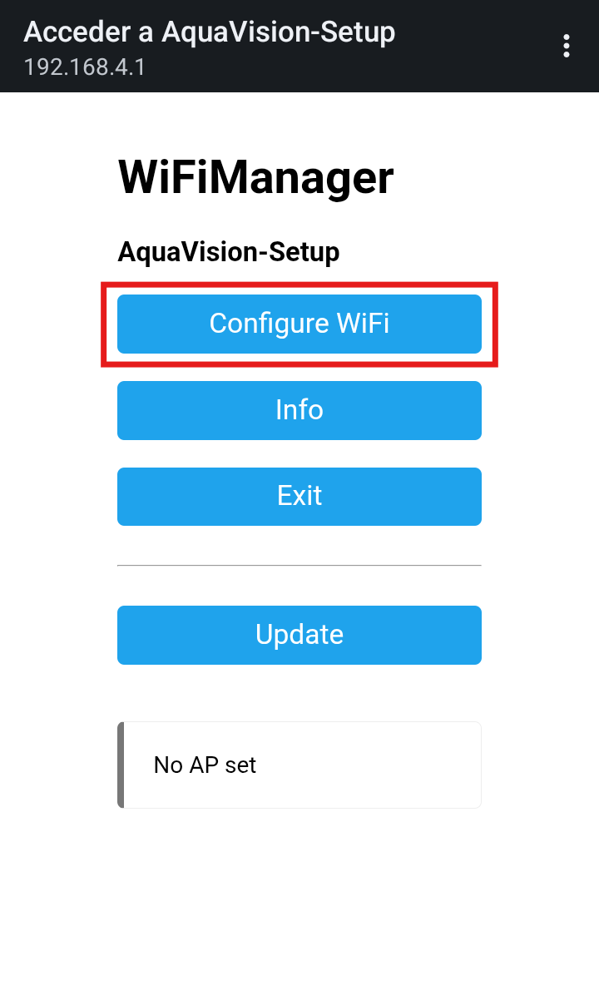 Acceder a AquaVision-Setup
192.168.4.1
WiFiManager
AquaVision-Setup
Configure WiFi
Info
Exit
Update
No AP set